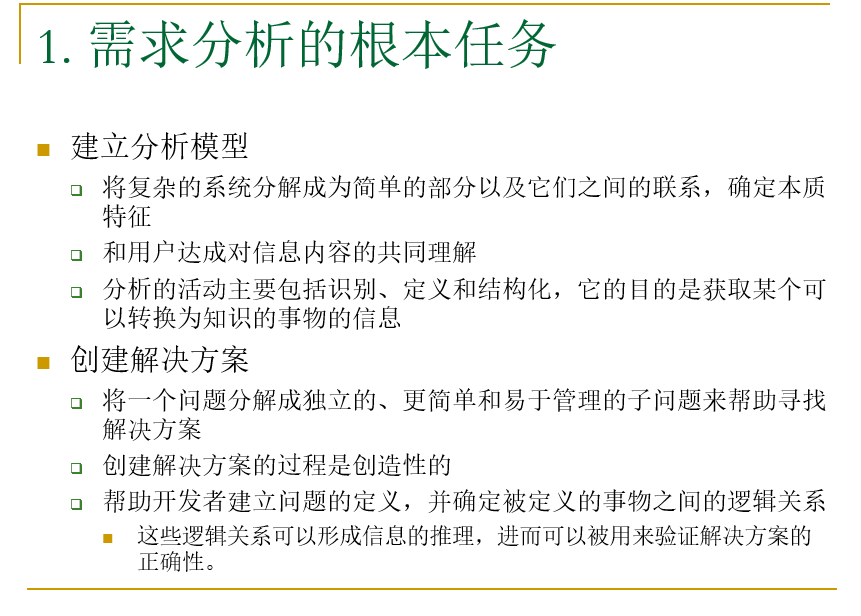 1. 需求分析的根本任务
建立分析模型
将复杂的系统分解成为简单的部分以及它们之间的联系，确定本质
特征
和用户达成对信息内容的共同理解
分析的活动主要包括识别、定义和结构化，它的目的是获取某个可
以转换为知识的事物的信息
创建解决方案
将一个问题分解成独立的、更简单和易于管理的子问题来帮助寻找
解决方案
创建解决方案的过程是创造性的
帮助开发者建立问题的定义，并确定被定义的事物之间的逻辑关系
这些逻辑关系可以形成信息的推理，进而可以被用来验证解决方案的
正确性。